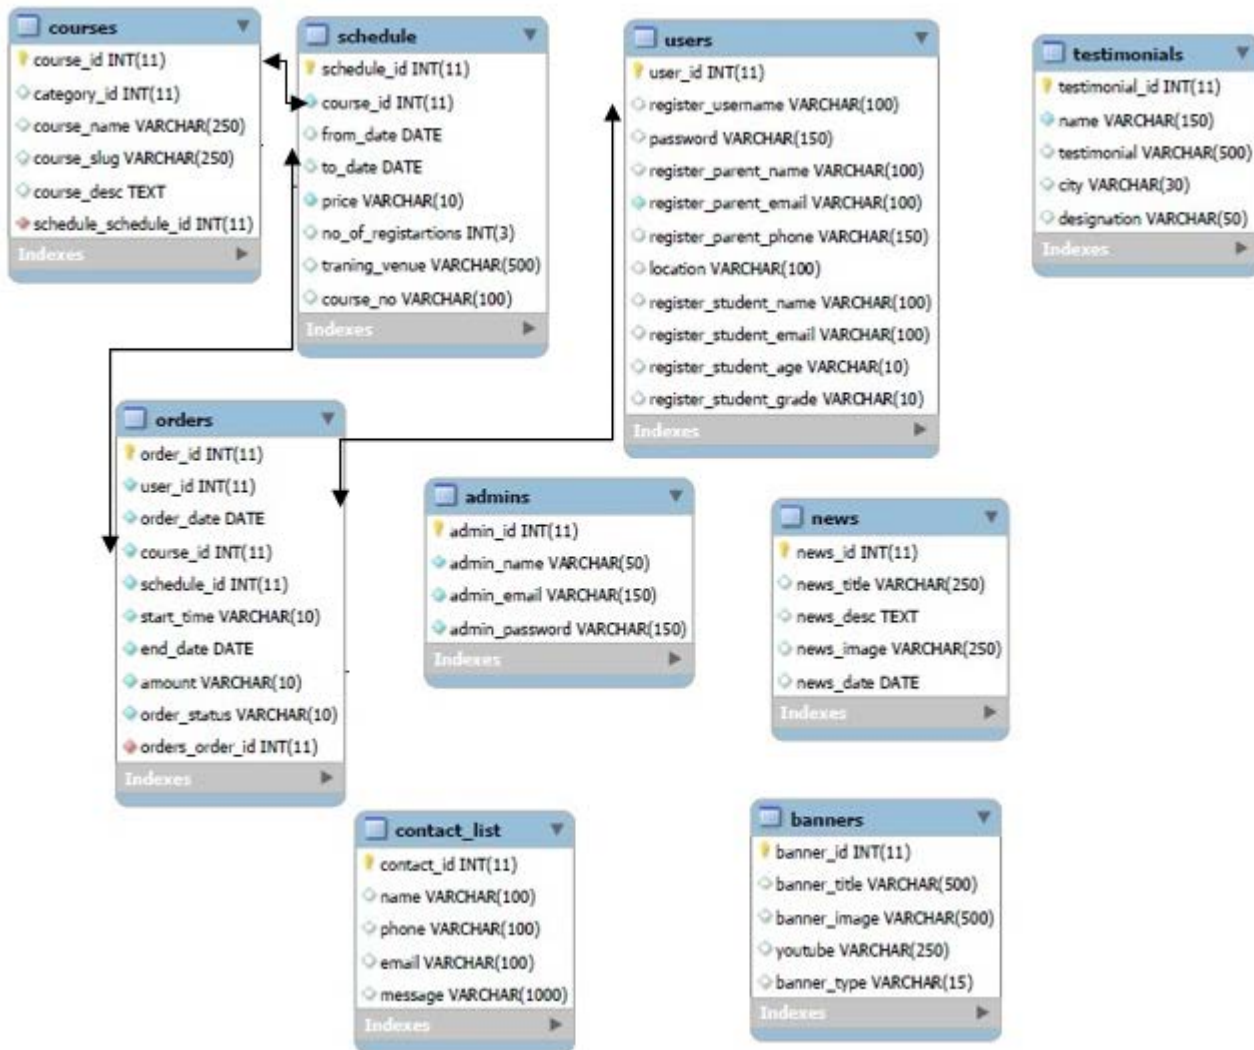 courses
course_id INT(11)
category_id INT(11)
course_name VARCHAR(250)
course_slug VARCHAR(250)
course_desc TEXT
schedule_schedule_id INT(11)
Indexes
schedule
schedule_id INT(11)
course_id INT(11)
from_date DATE
to_date DATE
price VARCHAR(10)
no_of_registartions INT(3)
traning_venue VARCHAR(500)
course_no VARCHAR(100)
Indexes
users
user_id INT(11)
register_username VARCHAR(100)
password VARCHAR(150)
register_parent_name VARCHAR(100)
register_parent_email VARCHAR(100)
register_parent_phone VARCHAR(150)
location VARCHAR(100)
register_student_name VARCHAR(100)
register_student_email VARCHAR(100)
register_student_age VARCHAR(10)
register_student_grade VARCHAR(10)
Indexes
testimonials
testimonial_id INT(11)
name VARCHAR(150)
testimonial VARCHAR(500)
city VARCHAR(30)
designation VARCHAR(50)
Indexes
orders
order_id INT(11)
user_id INT(11)
order_date DATE
course_id INT(11)
schedule_id INT(11)
start_time VARCHAR(10)
end_date DATE
amount VARCHAR(10)
order_status VARCHAR(10)
orders_order_id INT(11)
Indexes
admins
admin_id INT(11)
admin_name VARCHAR(50)
admin_email VARCHAR(150)
admin_password VARCHAR(150)
Indexes
news
news_id INT(11)
news_title VARCHAR(250)
news_desc TEXT
news_image VARCHAR(250)
news_date DATE
Indexes
contact_list
contact_id INT(11)
name VARCHAR(100)
phone VARCHAR(100)
email VARCHAR(100)
message VARCHAR(1000)
Indexes
banners
banner_id INT(11)
banner_title VARCHAR(500)
banner_image VARCHAR(500)
youtube VARCHAR(250)
banner_type VARCHAR(15)
Indexes